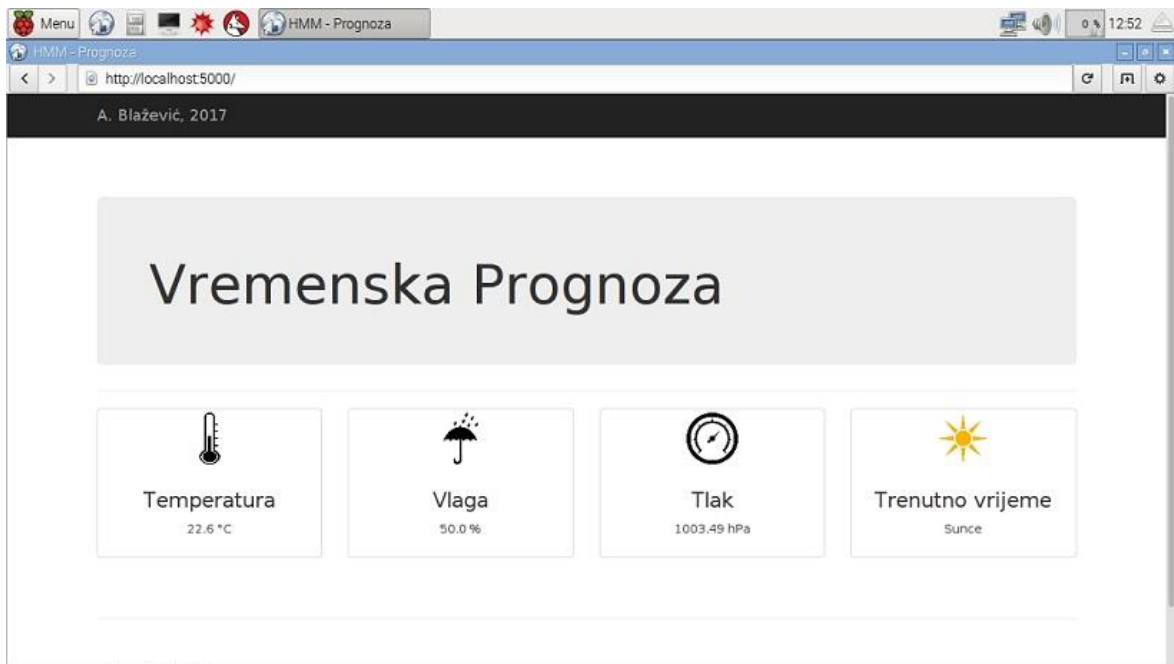 Menu
HMM - Prognoza
0 %
12:52
HMM - Prognoza
http://localhost:5000/
A. Blažević, 2017
Vremenska Prognoza
Temperatura
22.6 °C
Vlaga
50.0 %
Tlak
1003.49 hPa
Trenutno vrijeme
Sunce